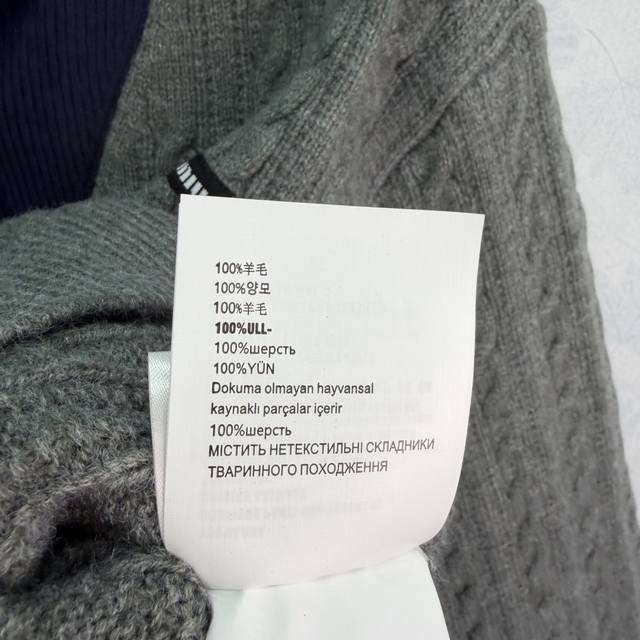 100%羊毛
100%양모
100%羊毛
100%ULL-
100%шерсть
100%YÜN
Dokuma olmayan hayvansal
kaynaklı parçalar içerir
100%шерсть
МІСТИТЬ НЕТЕКСТИЛЬНІ СКЛАДНИКИ
ТВАРИННОГО ПОХОДЖЕННЯ